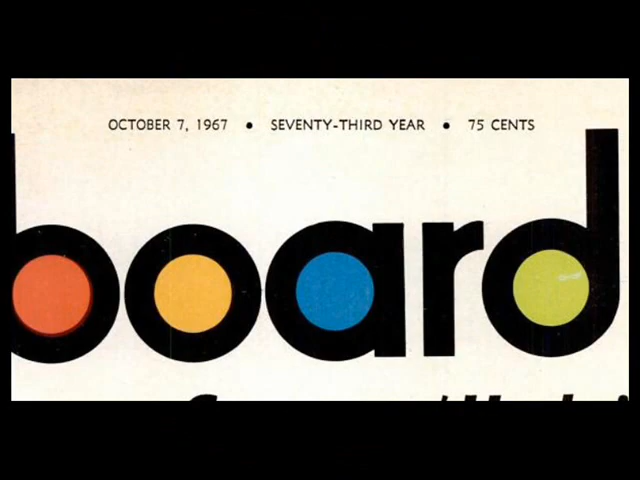 OCTOBER 7, 1967 • SEVENTY-THIRD YEAR • 75 CENTS
board